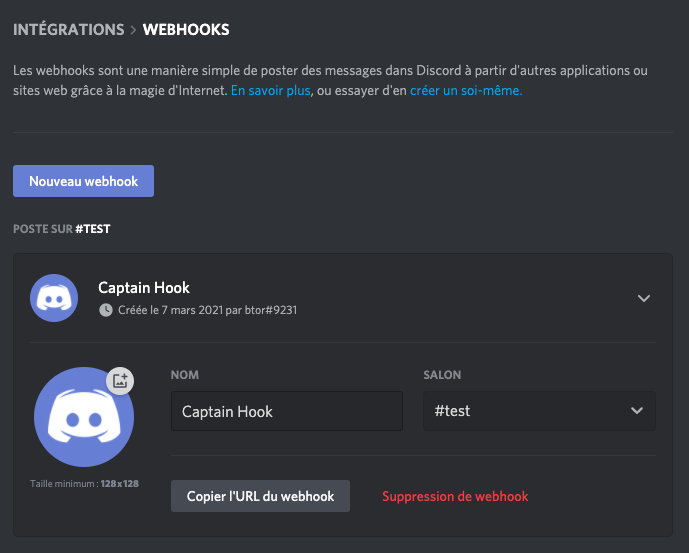 INTÉGRATIONS > WEBHOOKS
Les webhooks sont une manière simple de poster des messages dans Discord à partir d'autres applications ou
sites web grâce à la magie d'Internet. En savoir plus, ou essayer d'en créer un soi-même.
Nouveau webhook
POSTE SUR #TEST
Captain Hook
Créée le 7 mars 2021 par btor#9231
NOM
SALON
Captain Hook
#test
Taille minimum : 128x128
Copier l'URL du webhook
Suppression de webhook